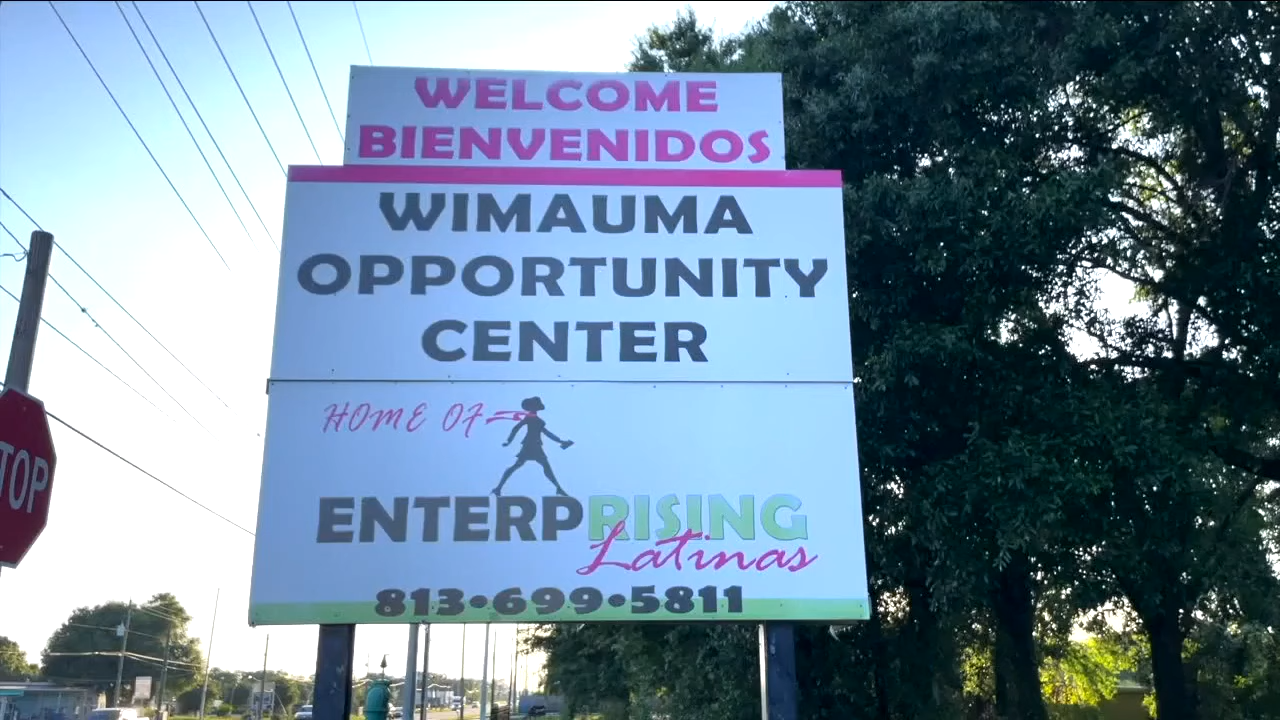 WELCOME
BIENVENIDOS
WIMAUMA
OPPORTUNITY
CENTER
HOME OF
ENTERPRISING
Latinas
813•699•5811
TOP